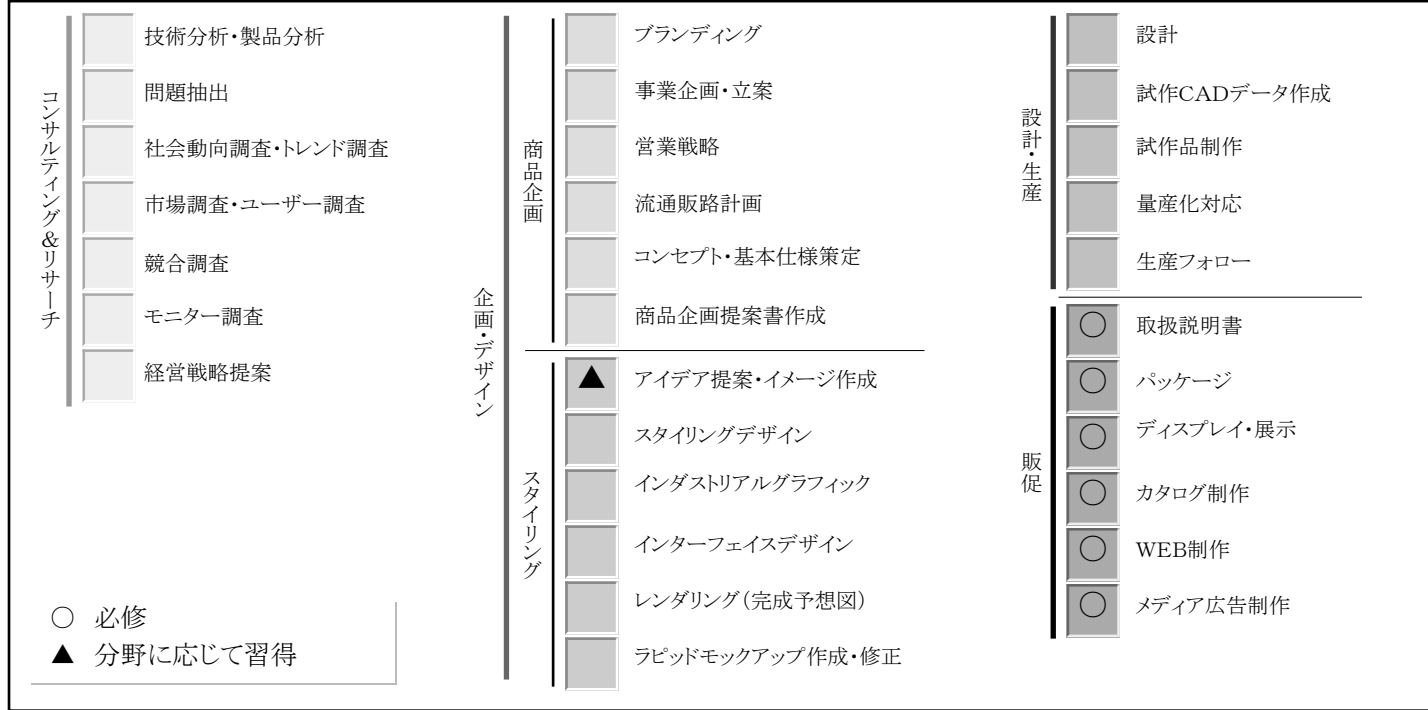 コンサルティング&リサーチ
技術分析・製品分析
問題抽出
社会動向調査・トレンド調査
市場調査・ユーザー調査
競合調査
モニター調査
経営戦略提案
企画・デザイン
商品企画
ブランディング
事業企画・立案
営業戦略
流通販路計画
コンセプト・基本仕様策定
商品企画提案書作成
スタイリング
▲ アイデア提案・イメージ作成
スタイリングデザイン
インダストリアルグラフィック
インターフェイスデザイン
レンダリング(完成予想図)
ラピッドモックアップ作成・修正
設計・生産
設計
試作CADデータ作成
試作品制作
量産化対応
生産フォロー
販促
○ 取扱説明書
○ パッケージ
○ ディスプレイ・展示
○ カタログ制作
○ WEB制作
○ メディア広告制作
○ 必修
▲ 分野に応じて習得